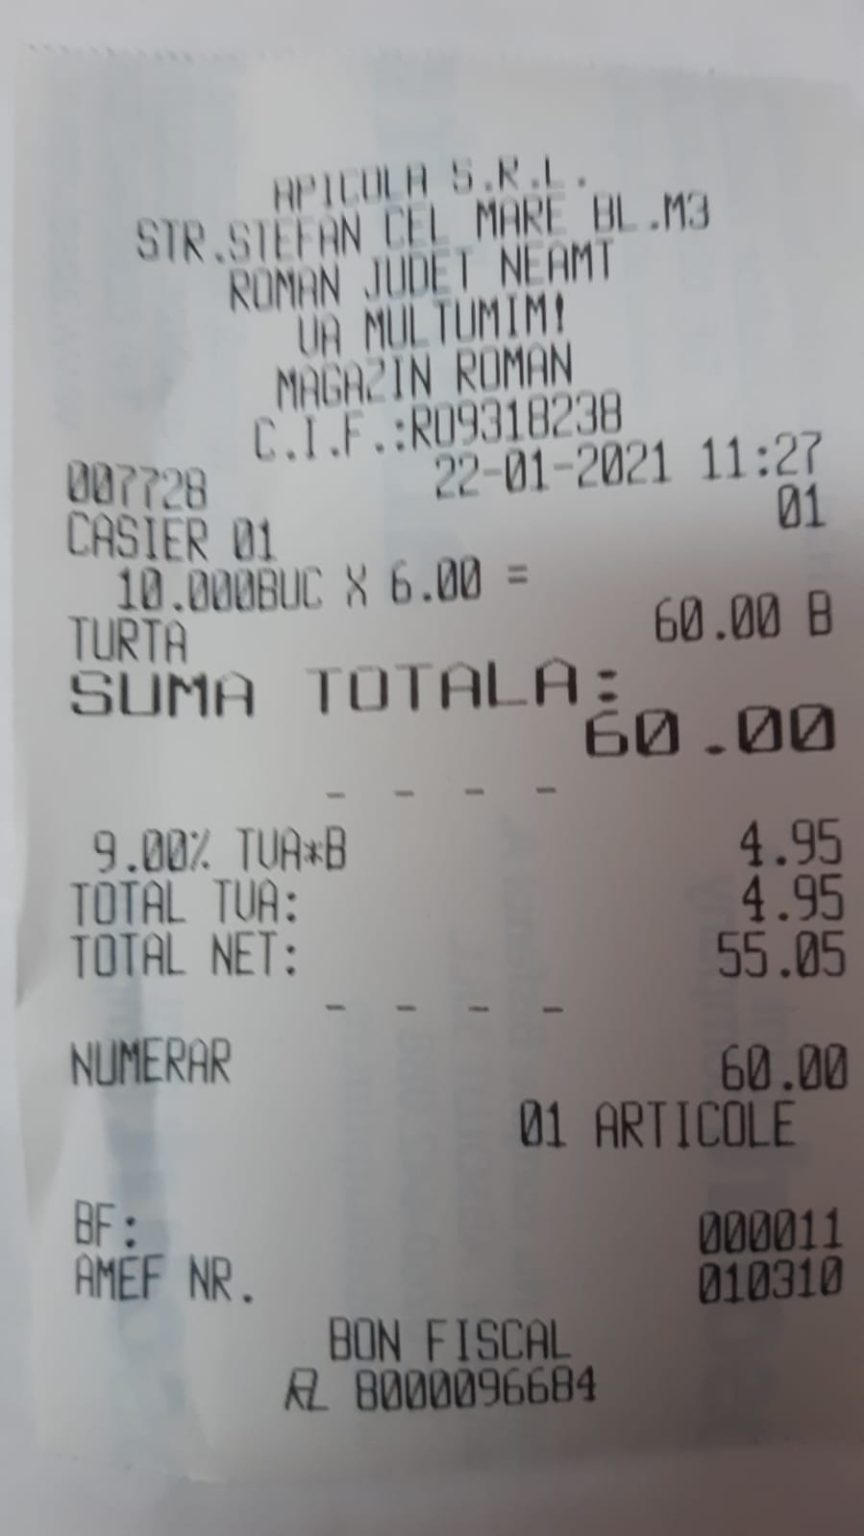 APICOLA S.R.L.
STR.STEFAN CEL MARE BL.M3
ROMAN JUDET NEAMT
VA MULTUMIM!
MAGAZIN ROMAN
C.I.F.:RO9318238
007728 22-01-2021 11:27
CASIER 01 01
10.000BUC X 6.00 =
TURTA 60.00 B
SUMA TOTALA:
60.00
- - - -
9.00% TVA*B 4.95
TOTAL TVA: 4.95
TOTAL NET: 55.05
- - - -
NUMERAR 60.00
01 ARTICOLE
BF: 000011
AMEF NR. 010310
BON FISCAL
8000096684